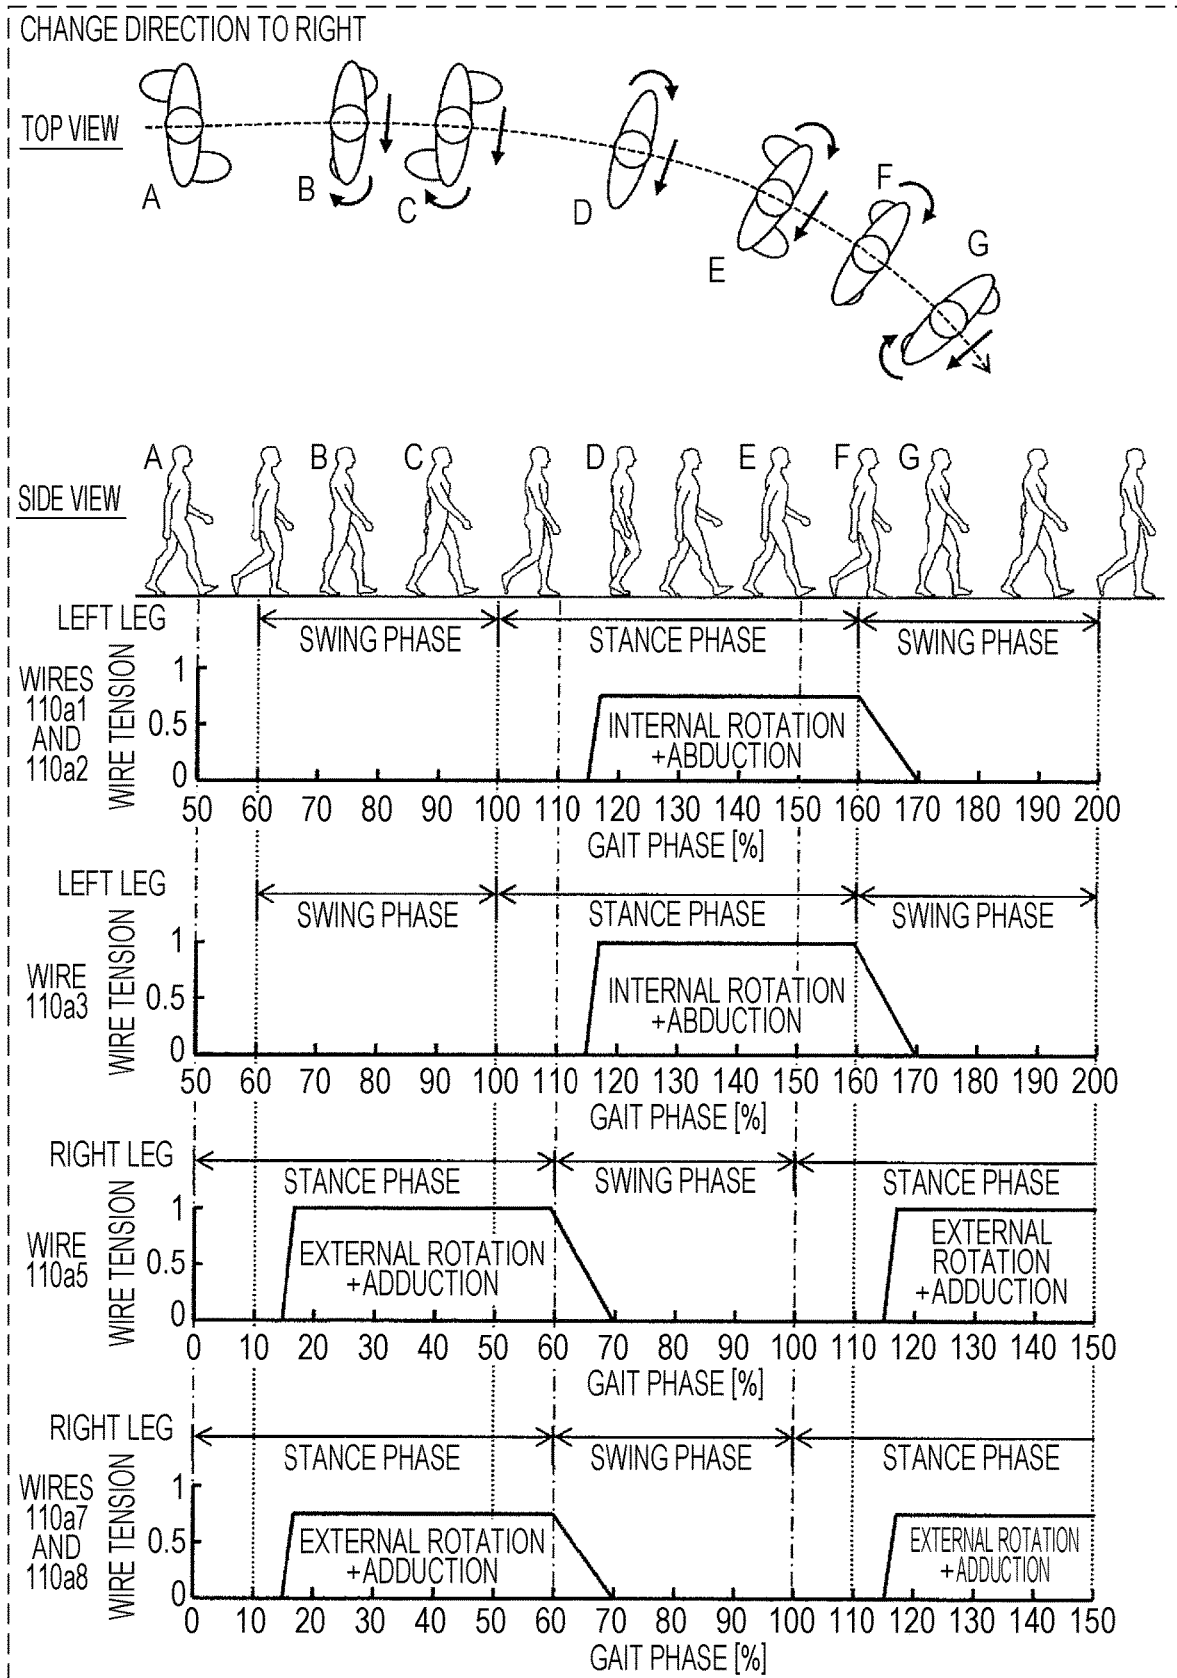 CHANGE DIRECTION TO RIGHT
TOP VIEW
A
B
C
D
E
F
G
A
B
C
D
E
F
G
SIDE VIEW
LEFT LEG
SWING PHASE
STANCE PHASE
SWING PHASE
WIRES
110a1
AND
110a2
WIRE TENSION
1
0.5
0
INTERNAL ROTATION
+ABDUCTION
50 60 70 80 90 100 110 120 130 140 150 160 170 180 190 200
GAIT PHASE [%]
LEFT LEG
SWING PHASE
STANCE PHASE
SWING PHASE
WIRE
110a3
WIRE TENSION
1
0.5
0
INTERNAL ROTATION
+ABDUCTION
50 60 70 80 90 100 110 120 130 140 150 160 170 180 190 200
GAIT PHASE [%]
RIGHT LEG
STANCE PHASE
SWING PHASE
STANCE PHASE
WIRE
110a5
WIRE TENSION
1
0.5
0
EXTERNAL ROTATION
+ADDUCTION
EXTERNAL
ROTATION
+ADDUCTION
0 10 20 30 40 50 60 70 80 90 100 110 120 130 140 150
GAIT PHASE [%]
RIGHT LEG
STANCE PHASE
SWING PHASE
STANCE PHASE
WIRES
110a7
AND
110a8
WIRE TENSION
1
0.5
0
EXTERNAL ROTATION
+ADDUCTION
EXTERNAL ROTATION
+ADDUCTION
0 10 20 30 40 50 60 70 80 90 100 110 120 130 140 150
GAIT PHASE [%]